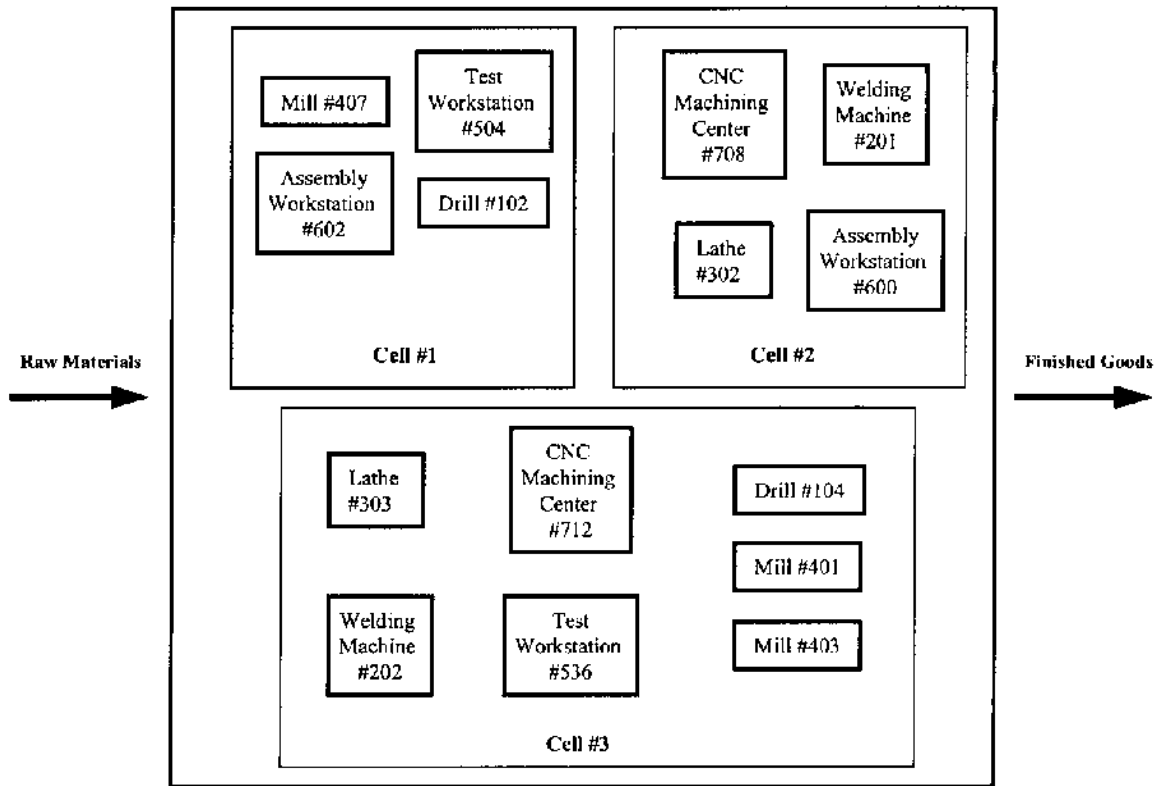 Mill #407
Test
Workstation
#504
Assembly
Workstation
#602
Drill #102
Cell #1
CNC
Machining
Center
#708
Welding
Machine
#201
Lathe
#302
Assembly
Workstation
#600
Cell #2
Raw Materials
Finished Goods
Lathe
#303
CNC
Machining
Center
#712
Drill #104
Mill #401
Welding
Machine
#202
Test
Workstation
#536
Mill #403
Cell #3